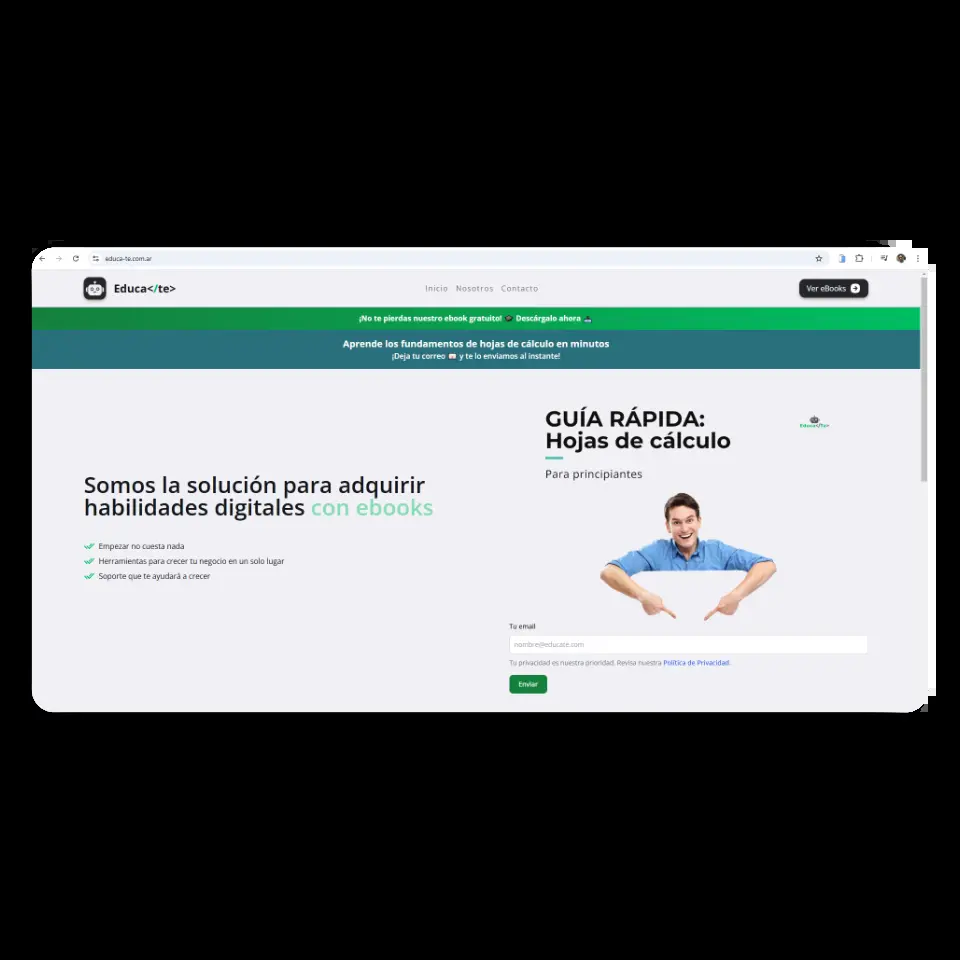 educa-te.com.ar
Educa</te>
Inicio Nosotros Contacto
Ver eBooks
¡No te pierdas nuestro ebook gratuito! 🎓 Descárgalo ahora
Aprende los fundamentos de hojas de cálculo en minutos
¡Deja tu correo 📖 y te lo enviamos al instante!
GUÍA RÁPIDA:
Hojas de cálculo
Educa</te>
Para principiantes
Somos la solución para adquirir
habilidades digitales con ebooks
Empezar no cuesta nada
Herramientas para crecer tu negocio en un solo lugar
Soporte que te ayudará a crecer
Tu email
nombre@educate.com
Tu privacidad es nuestra prioridad. Revisa nuestra Política de Privacidad.
Enviar